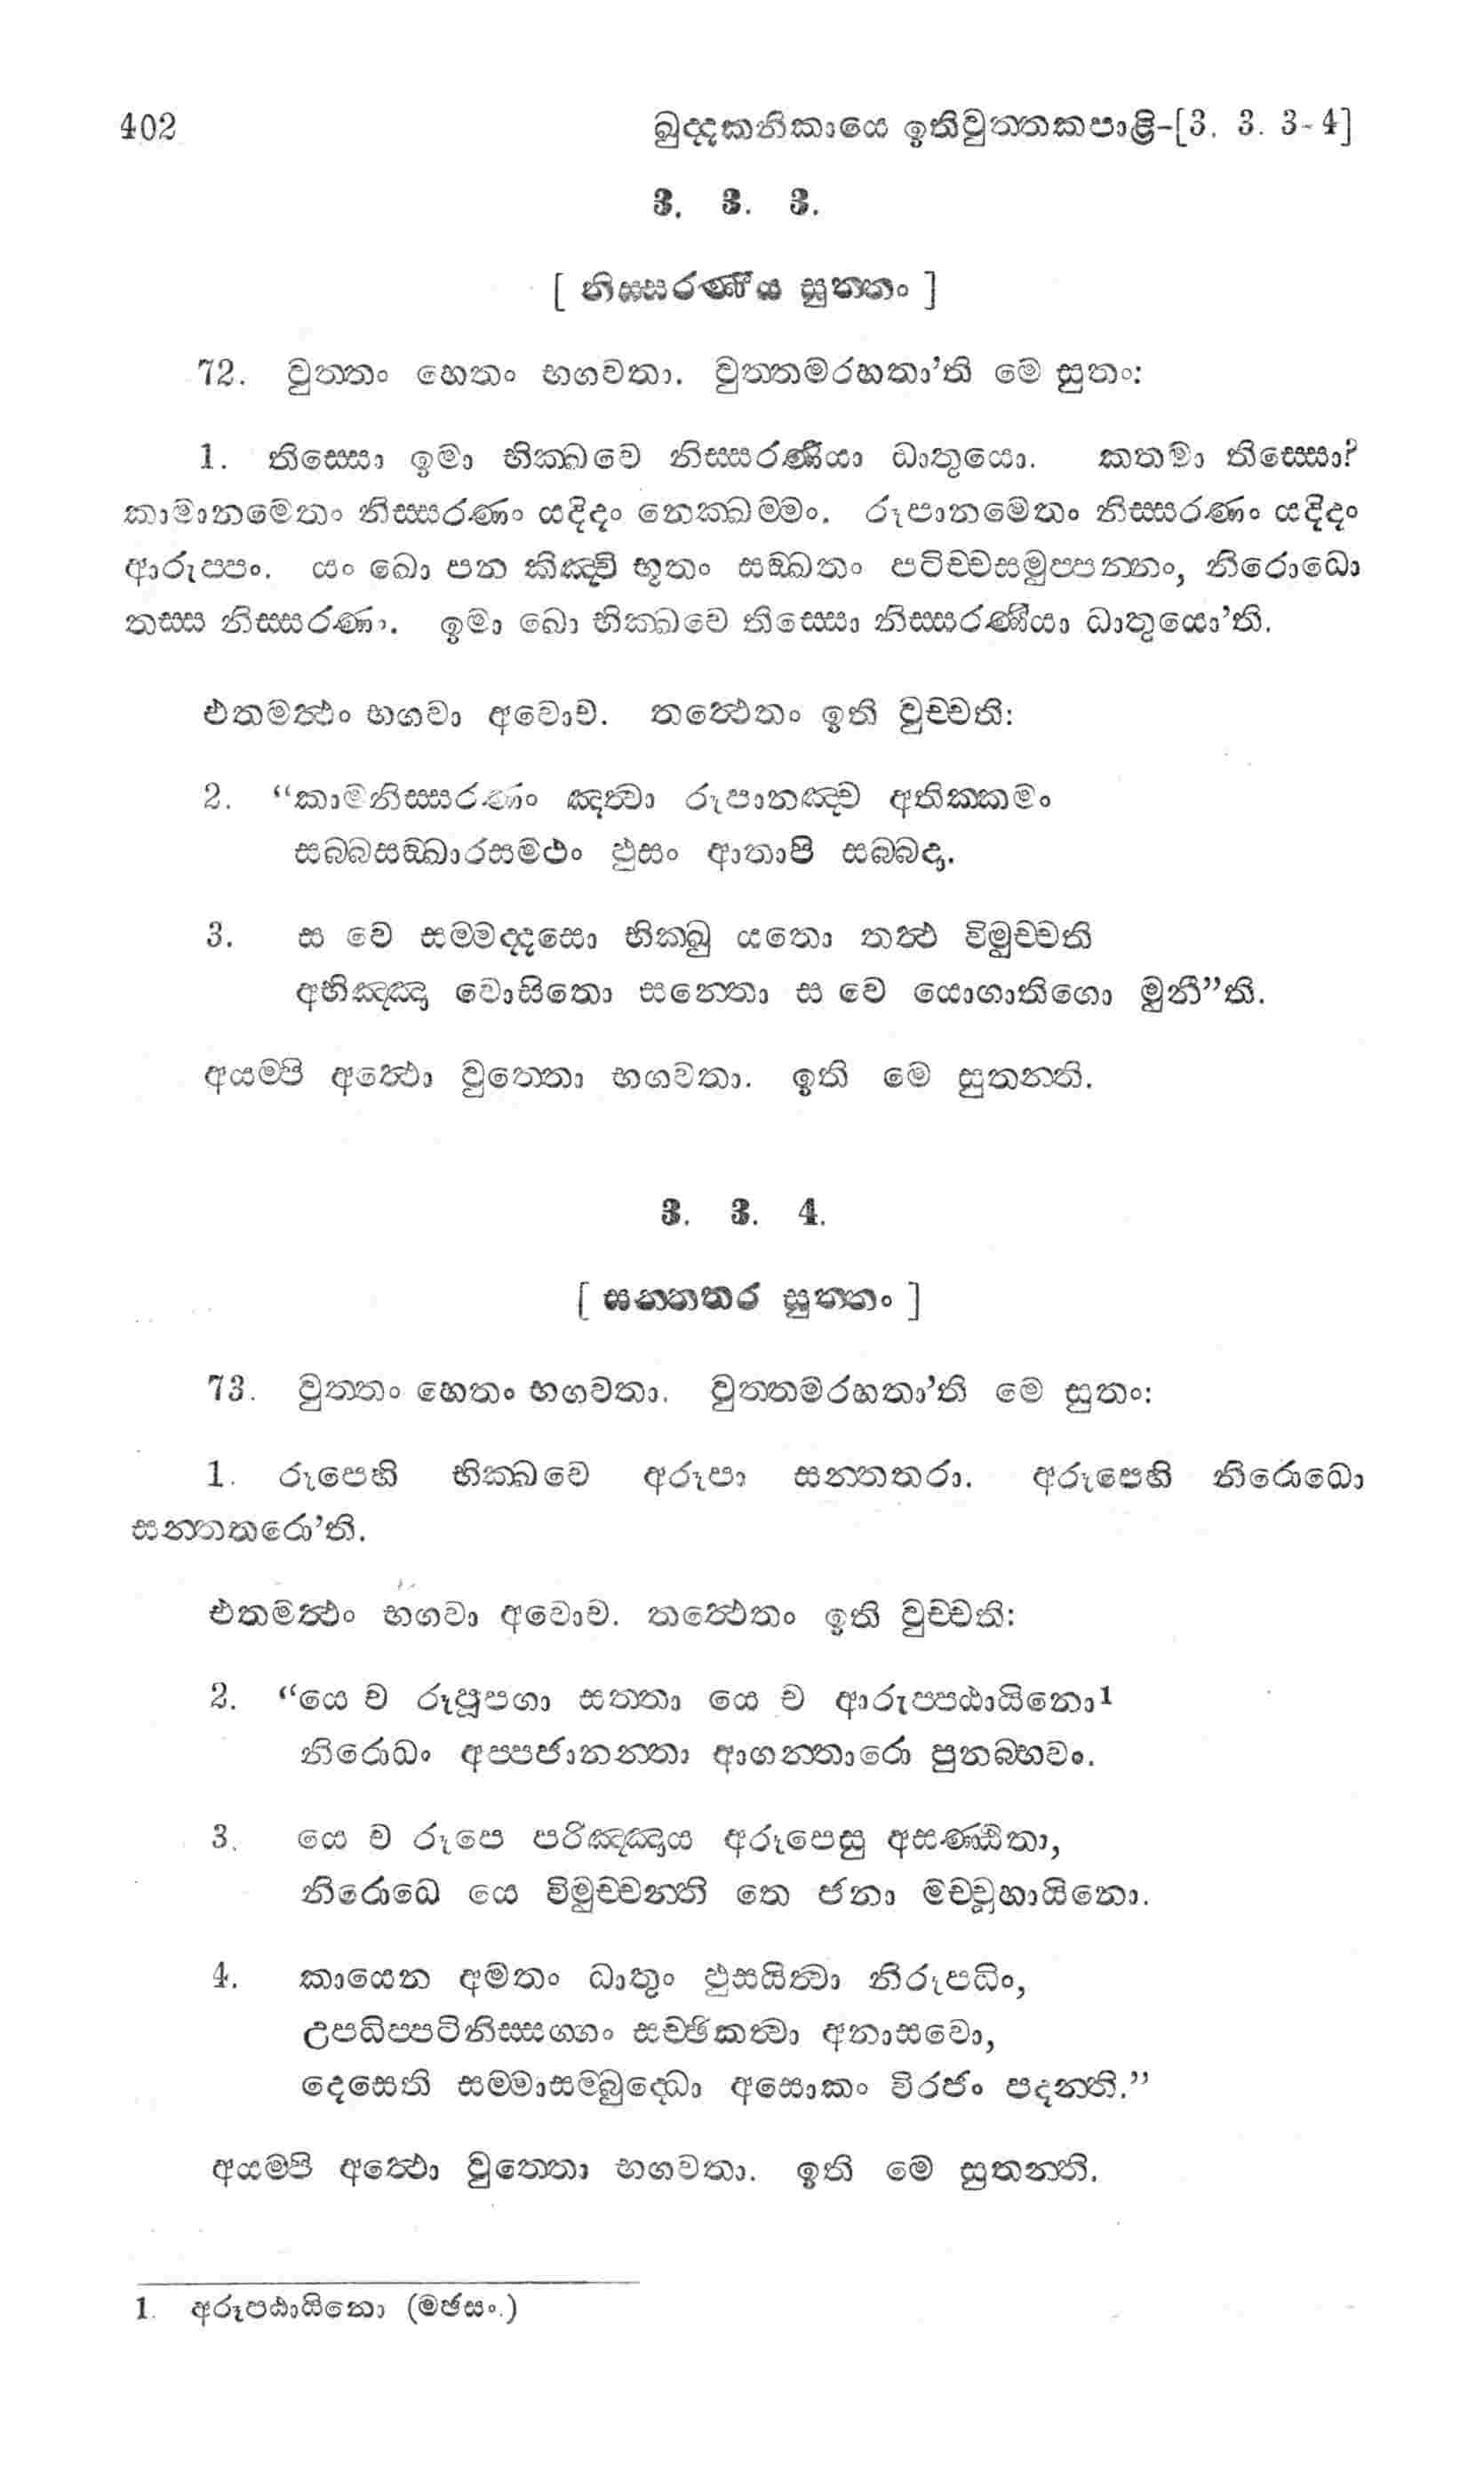 402 ඛුද්දකනිකායෙ ඉතිවුත්තකපාළි-[3. 3. 3-4]
3. 3. 3.
[ නිස්සරණීය සුත්තං ]
72. වුත්තං හෙතං භගවතා. වුත්තමරහතා’ති මෙ සුතං:
1. තිස්සො ඉමා භික්ඛවෙ නිස්සරණීයා ධාතුයො. කතමා තිස්සො?
කාමානමෙතං නිස්සරණං යදිදං නෙක්ඛම්මං. රූපානමෙතං නිස්සරණං යදිදං
ආරුප්පං. යං ඛො පන කිඤ්චි භූතං සඞ්ඛතං පටිච්චසමුප්පන්නං, නිරොධො
තස්ස නිස්සරණං. ඉමා ඛො භික්ඛවෙ තිස්සො නිස්සරණීයා ධාතුයො’ති.
එතමත්ථං භගවා අවොච. තත්ථෙතං ඉති වුච්චති:
2. “කාමනිස්සරණං ඤත්වා රූපානඤ්ච අතික්කමං
සබ්බසඞ්ඛාරසමථං ඵුසං ආතාපි සබ්බදා.
3. ස වෙ සම්මද්දසො භික්ඛු යතො තත්ථ විමුච්චති
අභිඤ්ඤා වොසිතො සන්තො ස වෙ යොගාතිගො මුනී”ති.
අයම්පි අත්ථො වුත්තො භගවතා. ඉති මෙ සුතන්ති.
3. 3. 4.
[ සන්තතර සුත්තං ]
73. වුත්තං හෙතං භගවතා. වුත්තමරහතා’ති මෙ සුතං:
1. රූපෙහි භික්ඛවෙ අරූපා සන්තතරා. අරූපෙහි නිරොධො
සන්තතරො’ති.
එතමත්ථං භගවා අවොච. තත්ථෙතං ඉති වුච්චති:
2. “යෙ ච රූපූපගා සත්තා යෙ ච ආරුප්පඨායිනො1
නිරොධං අප්පජානන්තා ආගන්තාරො පුනබ්භවං.
3. යෙ ච රූපෙ පරිඤ්ඤාය අරූපෙසු අසණ්ඨිතා,
නිරොධෙ යෙ විමුච්චන්ති තෙ ජනා මච්චුහායිනො.
4. කායෙන අමතං ධාතුං ඵුසයිත්වා නිරූපධිං,
උපධිප්පටිනිස්සග්ගං සච්ඡිකත්වා අනාසවො,
දෙසෙති සම්මාසම්බුද්ධො අසොකං විරජං පදන්ති.”
අයම්පි අත්ථො වුත්තො භගවතා. ඉති මෙ සුතන්ති.
1. අරූපඨායිනො (මඡසං.)